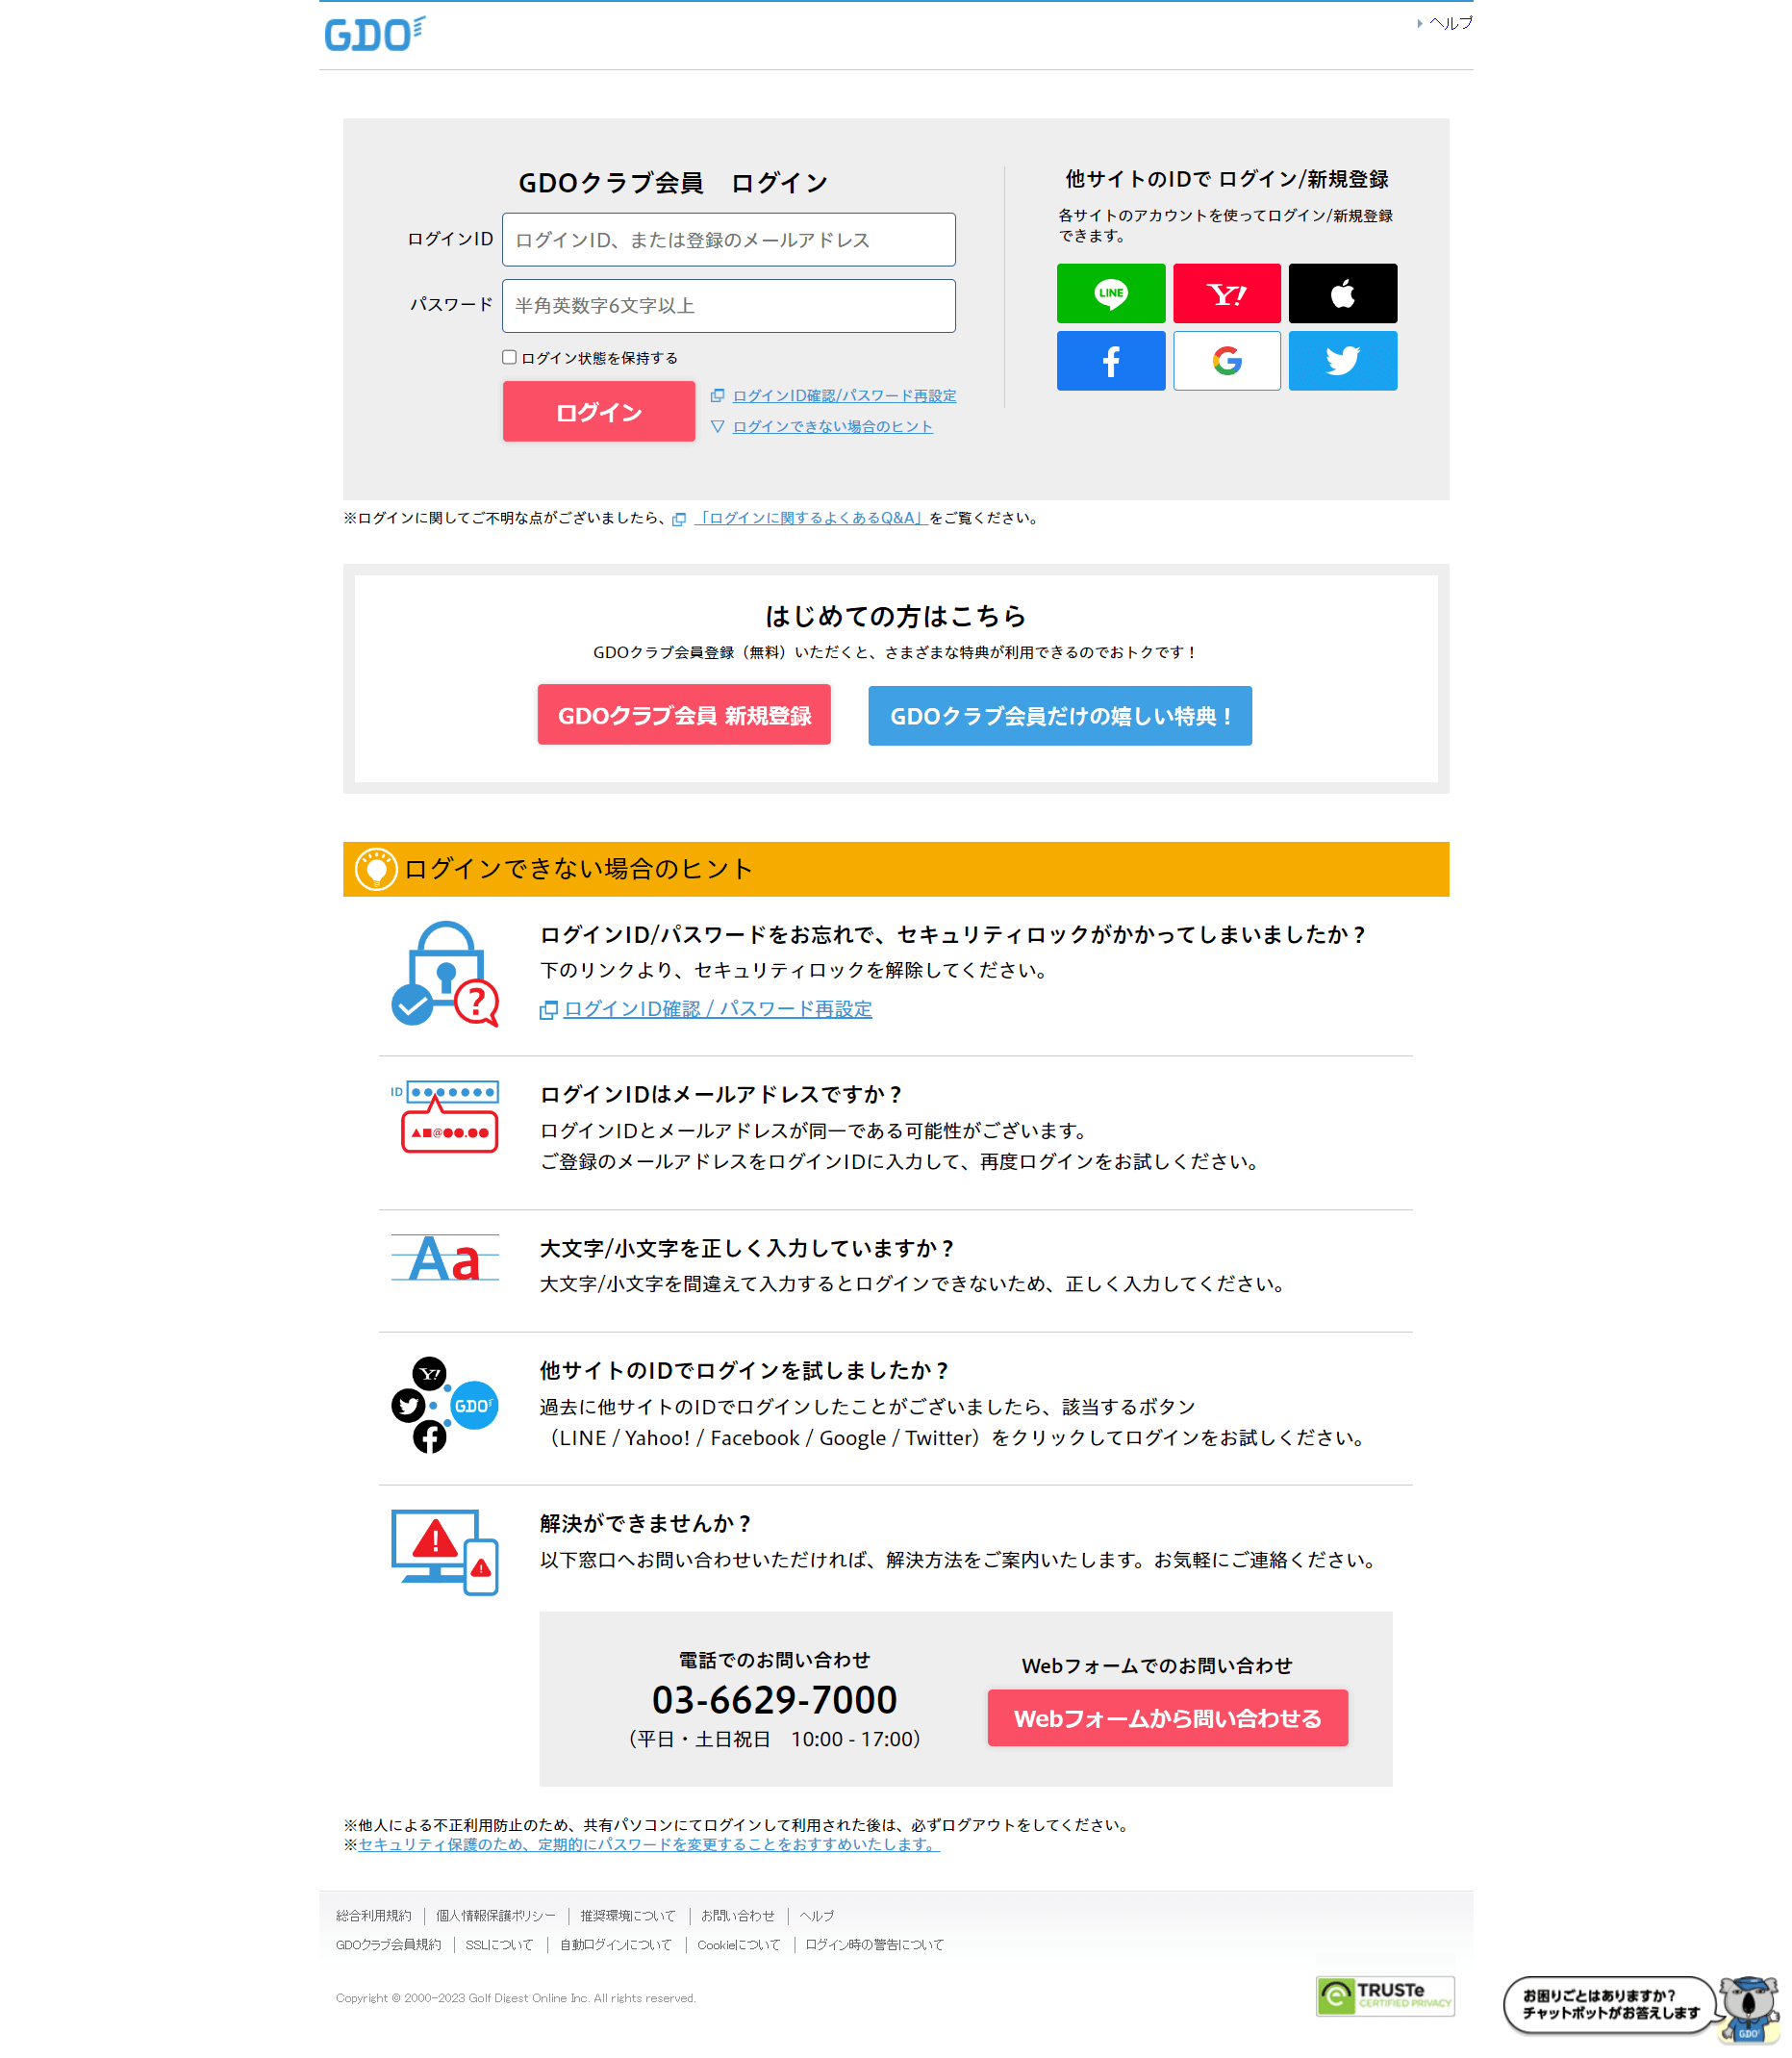 GDO
ヘルプ
GDOクラブ会員　ログイン
ログインID
ログインID、または登録のメールアドレス
パスワード
半角英数字6文字以上
ログイン状態を保持する
ログイン
ログインID確認/パスワード再設定
ログインできない場合のヒント
他サイトのIDで ログイン/新規登録
各サイトのアカウントを使ってログイン/新規登録
できます。
LINE
Y!
※ログインに関してご不明な点がございましたら、「ログインに関するよくあるQ&A」をご覧ください。
はじめての方はこちら
GDOクラブ会員登録（無料）いただくと、さまざまな特典が利用できるのでおトクです！
GDOクラブ会員 新規登録
GDOクラブ会員だけの嬉しい特典！
ログインできない場合のヒント
ログインID/パスワードをお忘れで、セキュリティロックがかかってしまいましたか？
下のリンクより、セキュリティロックを解除してください。
ログインID確認 / パスワード再設定
ID
▲■@●●.●●
ログインIDはメールアドレスですか？
ログインIDとメールアドレスが同一である可能性がございます。
ご登録のメールアドレスをログインIDに入力して、再度ログインをお試しください。
Aa
大文字/小文字を正しく入力していますか？
大文字/小文字を間違えて入力するとログインできないため、正しく入力してください。
Y!
GDO
他サイトのIDでログインを試しましたか？
過去に他サイトのIDでログインしたことがございましたら、該当するボタン
（LINE / Yahoo! / Facebook / Google / Twitter）をクリックしてログインをお試しください。
解決ができませんか？
以下窓口へお問い合わせいただければ、解決方法をご案内いたします。お気軽にご連絡ください。
電話でのお問い合わせ
03-6629-7000
（平日・土日祝日　10:00 - 17:00）
Webフォームでのお問い合わせ
Webフォームから問い合わせる
※他人による不正利用防止のため、共有パソコンにてログインして利用された後は、必ずログアウトをしてください。
※セキュリティ保護のため、定期的にパスワードを変更することをおすすめいたします。
総合利用規約 個人情報保護ポリシー 推奨環境について お問い合わせ ヘルプ
GDOクラブ会員規約 SSLについて 自動ログインについて Cookieについて ログイン時の警告について
Copyright © 2000-2023 Golf Digest Online Inc. All rights reserved.
TRUSTe
CERTIFIED PRIVACY
お困りごとはありますか？
チャットボットがお答えします
GDO